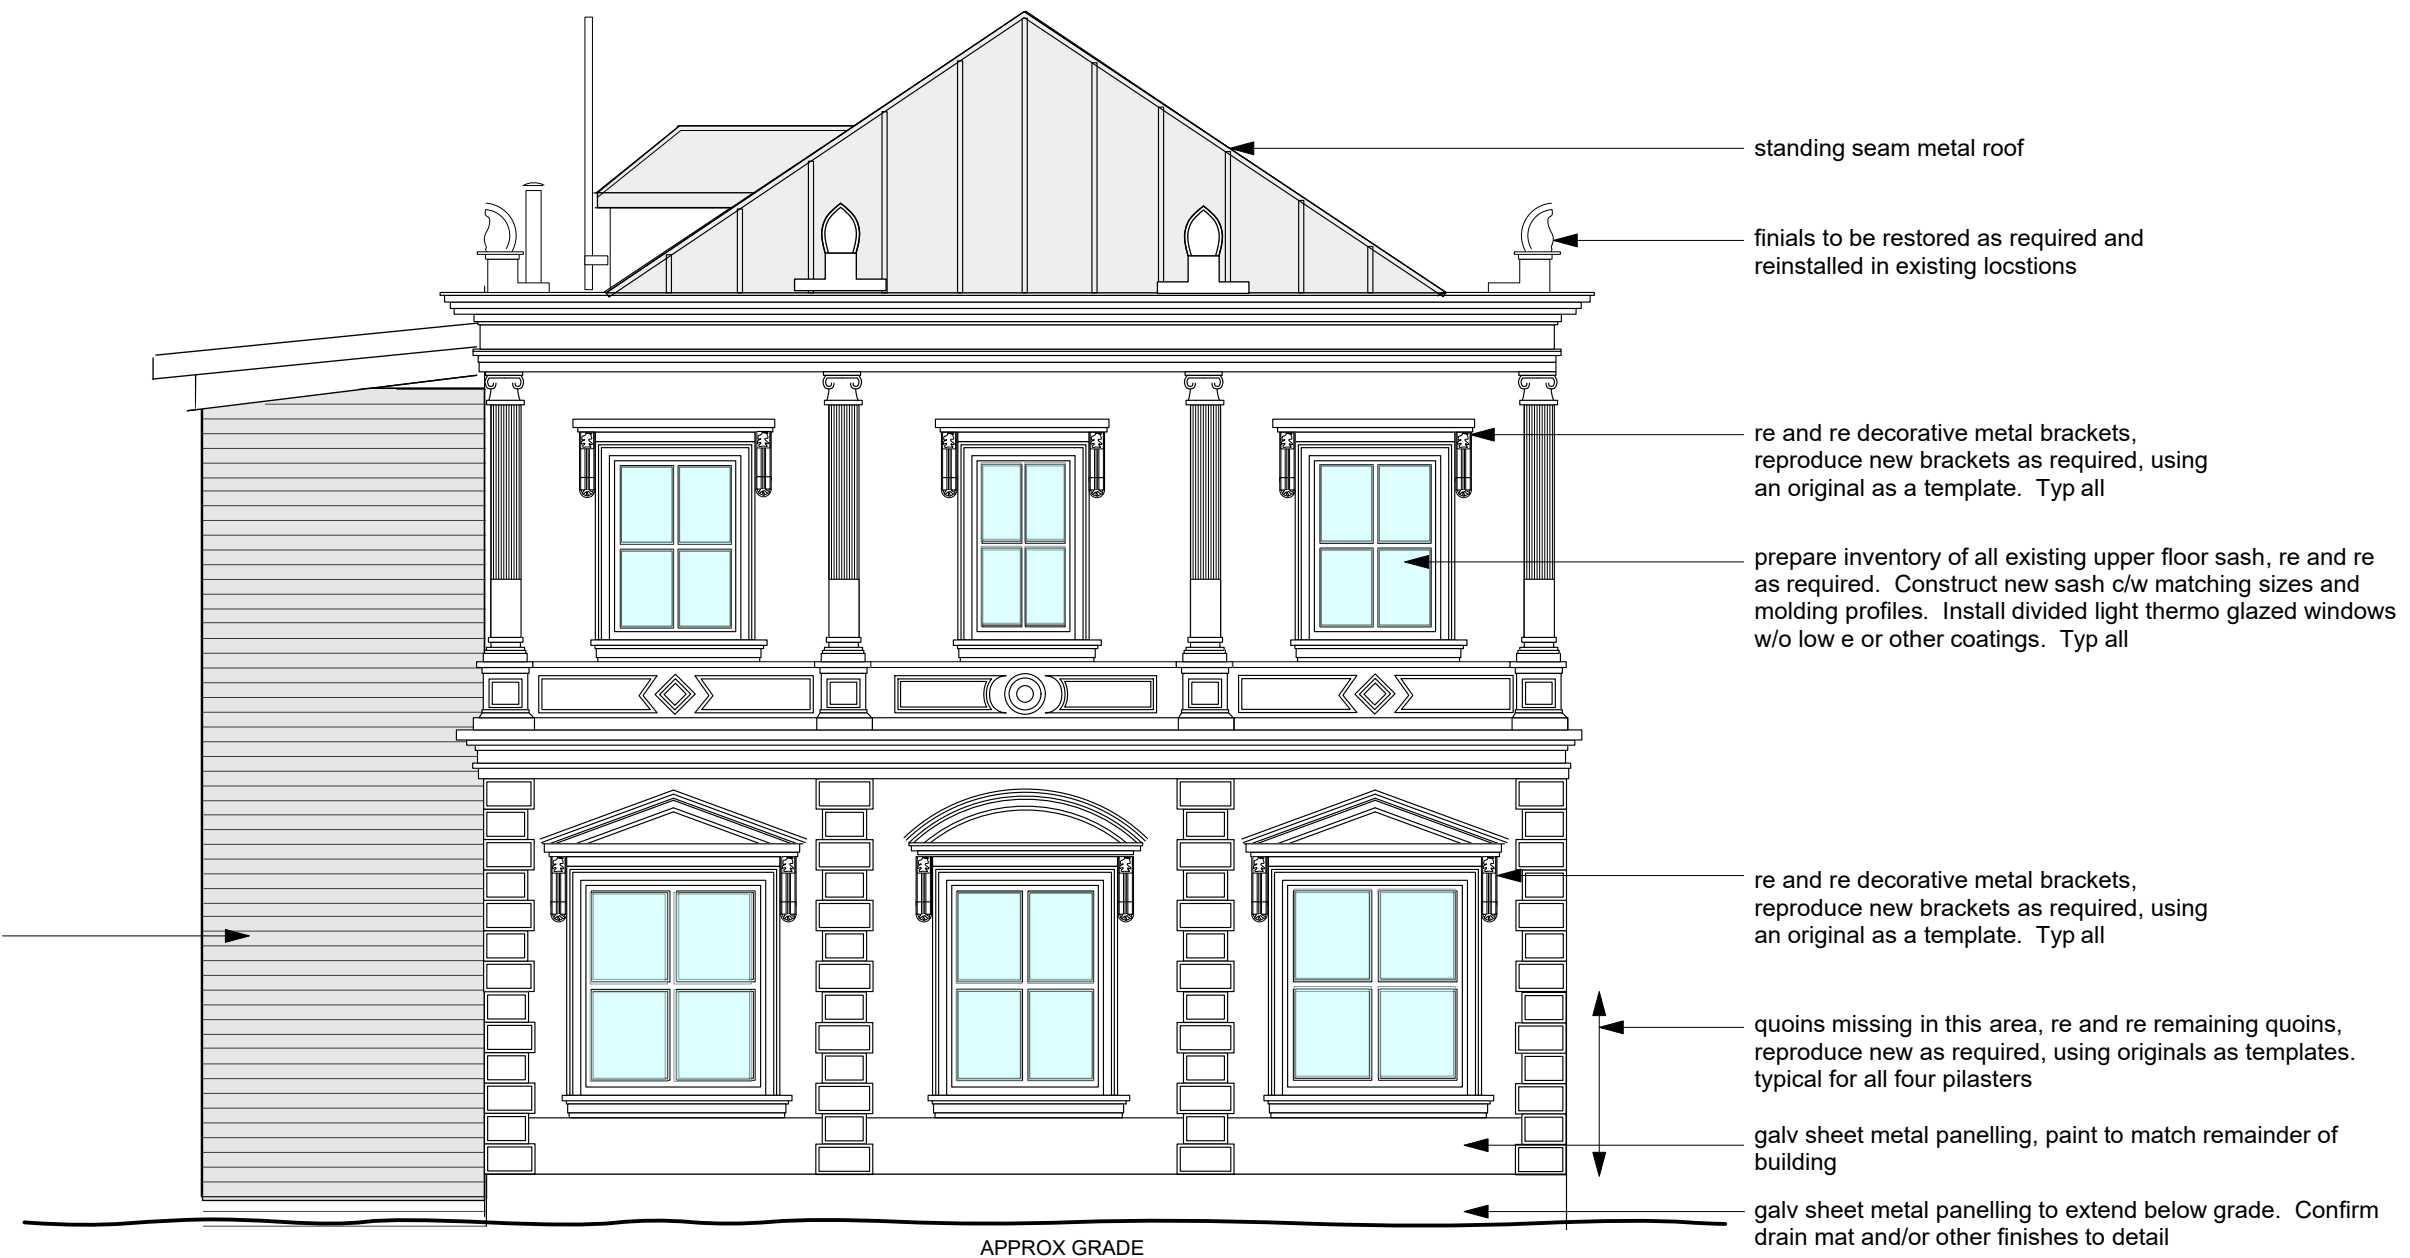 standing seam metal roof
finials to be restored as required and
reinstalled in existing locstions
re and re decorative metal brackets,
reproduce new brackets as required, using
an original as a template.  Typ all
prepare inventory of all existing upper floor sash, re and re
as required.  Construct new sash c/w matching sizes and
molding profiles.  Install divided light thermo glazed windows
w/o low e or other coatings.  Typ all
re and re decorative metal brackets,
reproduce new brackets as required, using
an original as a template.  Typ all
quoins missing in this area, re and re remaining quoins,
reproduce new as required, using originals as templates.
typical for all four pilasters
galv sheet metal panelling, paint to match remainder of
building
galv sheet metal panelling to extend below grade.  Confirm
drain mat and/or other finishes to detail
APPROX GRADE